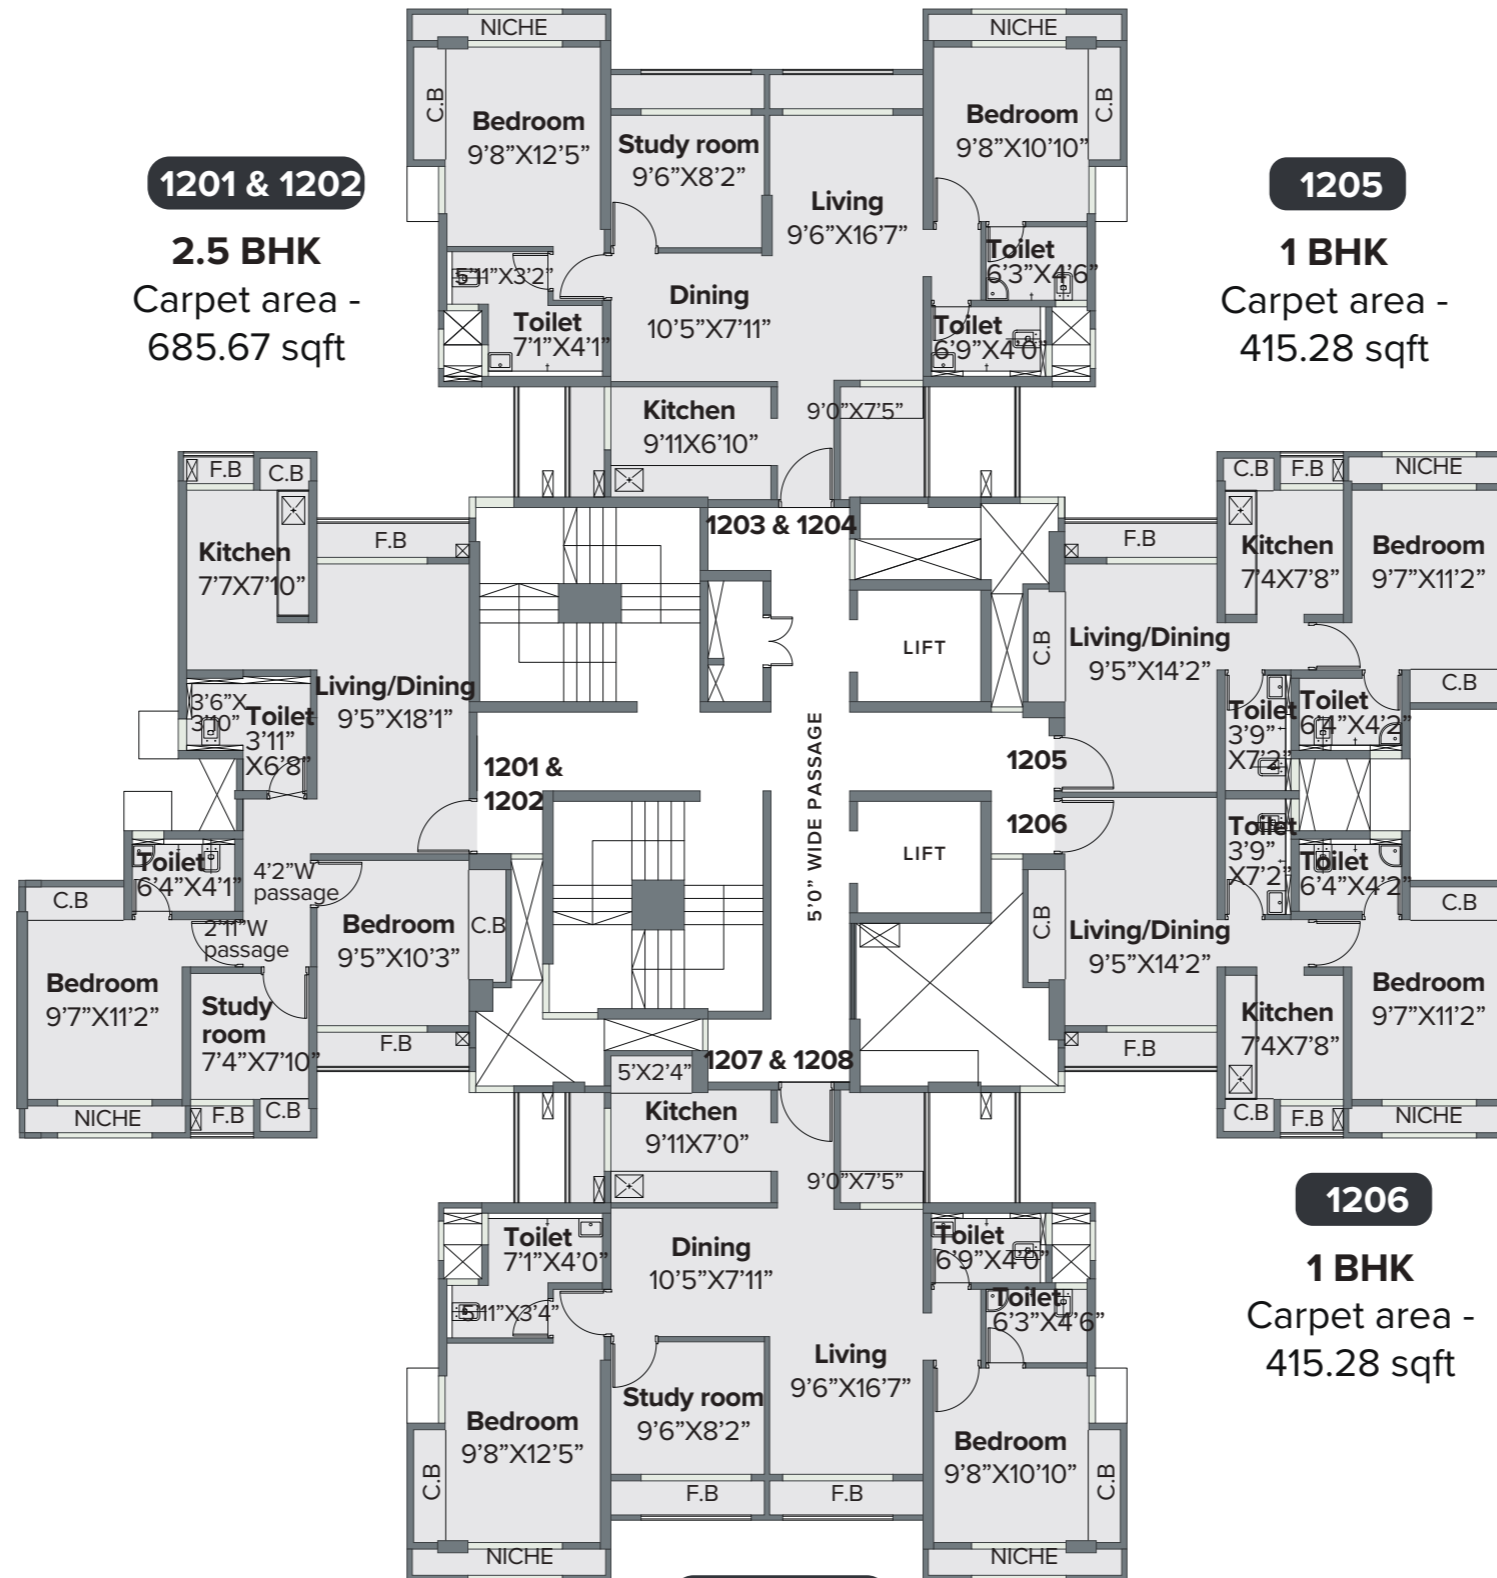 NICHE
NICHE
C.B
Bedroom
9’8”X12’5”
Study room
9’6”X8’2”
Living
9’6”X16’7”
Bedroom
9’8”X10’10”
C.B
1201 & 1202
2.5 BHK
Carpet area -
685.67 sqft
1205
1 BHK
Carpet area -
415.28 sqft
5’11”X3’2”
Toilet
7’1”X4’1”
Dining
10’5”X7’11”
Toilet
6’3”X4’6”
Toilet
6’9”X4’0”
Kitchen
9’11X6’10”
9’0”X7’5”
1203 & 1204
F.B
C.B
Kitchen
7’7X7’10”
F.B
Living/Dining
9’5”X18’1”
3’6”X
3’10”
Toilet
3’11”
X6’8”
1201 &
1202
Toilet
6’4”X4’1”
4’2”W
passage
2’11”W
passage
C.B
Bedroom
9’7”X11’2”
Study
room
7’4”X7’10”
Bedroom
9’5”X10’3”
C.B
F.B
NICHE
F.B
C.B
LIFT
5’0” WIDE PASSAGE
LIFT
C.B
F.B
NICHE
F.B
Kitchen
7’4X7’8”
Bedroom
9’7”X11’2”
C.B
Living/Dining
9’5”X14’2”
C.B
Toilet
3’9”
X7’2”
Toilet
6’4”X4’2”
1205
1206
Toilet
3’9”
X7’2”
Toilet
6’4”X4’2”
C.B
C.B
Living/Dining
9’5”X14’2”
Kitchen
7’4X7’8”
Bedroom
9’7”X11’2”
F.B
C.B
F.B
NICHE
1207 & 1208
5’X2’4”
Kitchen
9’11X7’0”
9’0”X7’5”
1206
1 BHK
Carpet area -
415.28 sqft
Toilet
7’1”X4’0”
5’11”X3’4”
Dining
10’5”X7’11”
Toilet
6’9”X4’0”
Toilet
6’3”X4’6”
Living
9’6”X16’7”
Study room
9’6”X8’2”
Bedroom
9’8”X12’5”
Bedroom
9’8”X10’10”
C.B
F.B
F.B
C.B
NICHE
NICHE